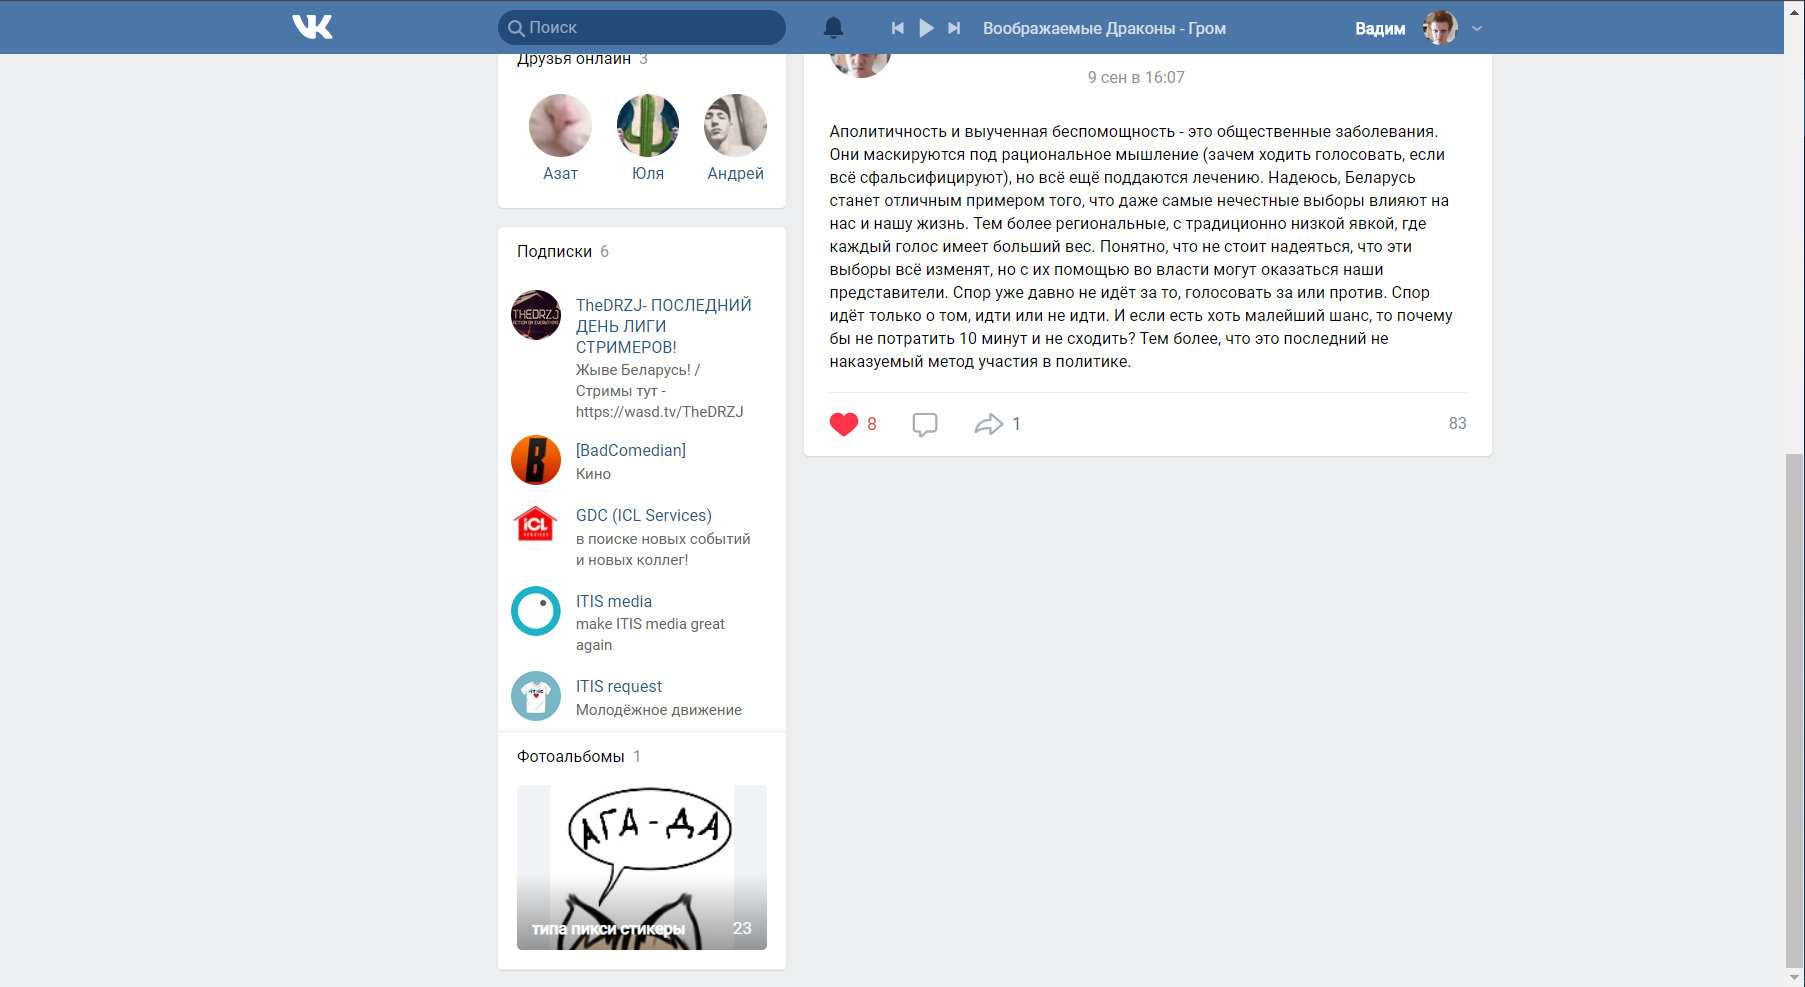 VK
Поиск
Воображаемые Драконы - Гром
Вадим
Друзья онлайн 3
Азат
Юля
Андрей
Подписки 6
THEDRZJ
TheDRZJ- ПОСЛЕДНИЙ
ДЕНЬ ЛИГИ
СТРИМЕРОВ!
Жыве Беларусь! /
Стримы тут -
https://wasd.tv/TheDRZJ
B
[BadComedian]
Кино
iCL
SERVICES
GDC (ICL Services)
в поиске новых событий
и новых коллег!
ITIS media
make ITIS media great
again
ITIS request
Молодёжное движение
Фотоальбомы 1
АГА-ДА
типа пикси стикеры 23
9 сен в 16:07
Аполитичность и выученная беспомощность - это общественные заболевания.
Они маскируются под рациональное мышление (зачем ходить голосовать, если
всё сфальсифицируют), но всё ещё поддаются лечению. Надеюсь, Беларусь
станет отличным примером того, что даже самые нечестные выборы влияют на
нас и нашу жизнь. Тем более региональные, с традиционно низкой явкой, где
каждый голос имеет больший вес. Понятно, что не стоит надеяться, что эти
выборы всё изменят, но с их помощью во власти могут оказаться наши
представители. Спор уже давно не идёт за то, голосовать за или против. Спор
идёт только о том, идти или не идти. И если есть хоть малейший шанс, то почему
бы не потратить 10 минут и не сходить? Тем более, что это последний не
наказуемый метод участия в политике.
8 1 83